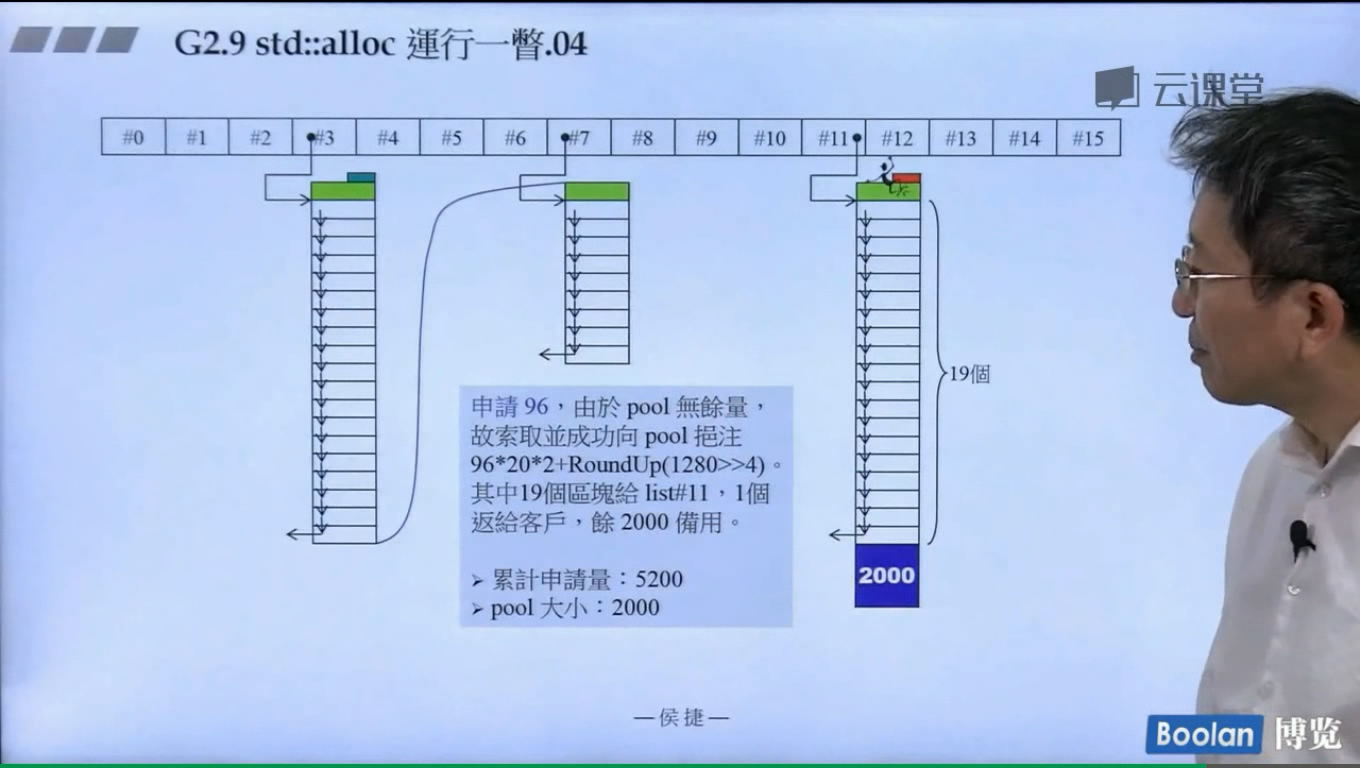 G2.9 std::alloc 運行一瞥.04
云课堂
#0 #1 #2 #3 #4 #5 #6 #7 #8 #9 #10 #11 #12 #13 #14 #15
19個
申請 96，由於 pool 無餘量，
故索取並成功向 pool 挹注
96*20*2+RoundUp(1280>>4)。
其中19個區塊給 list#11，1個
返給客戶，餘 2000 備用。
2000
➢ 累計申請量：5200
➢ pool 大小：2000
—侯捷—
Boolan 博览